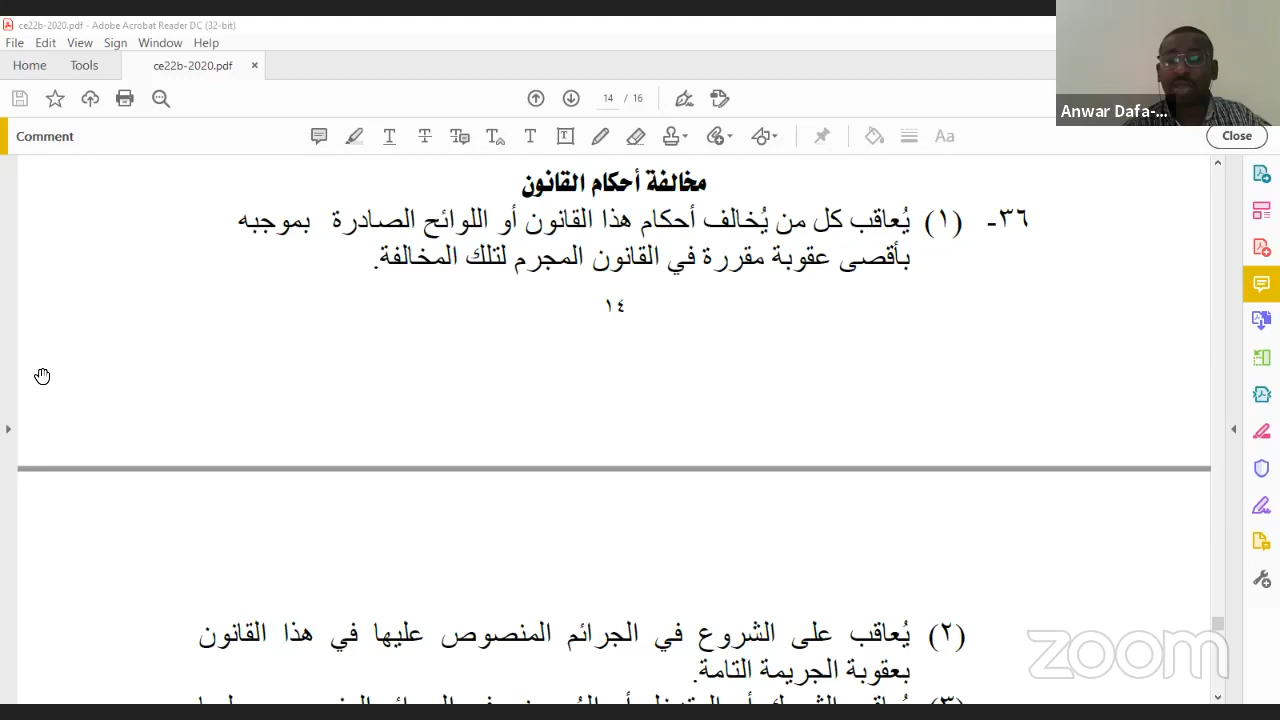 ce22b-2020.pdf - Adobe Acrobat Reader DC (32-bit)
File Edit View Sign Window Help
Home Tools ce22b-2020.pdf ×
14 / 16
Anwar Dafa-...
Comment
Aa
Close
مخالفة أحكام القانون
٣٦- (١) يُعاقب كل من يُخالف أحكام هذا القانون أو اللوائح الصادرة بموجبه
بأقصى عقوبة مقررة في القانون المجرم لتلك المخالفة.
١٤
(٢) يُعاقب على الشروع في الجرائم المنصوص عليها في هذا القانون
بعقوبة الجريمة التامة.
zoom